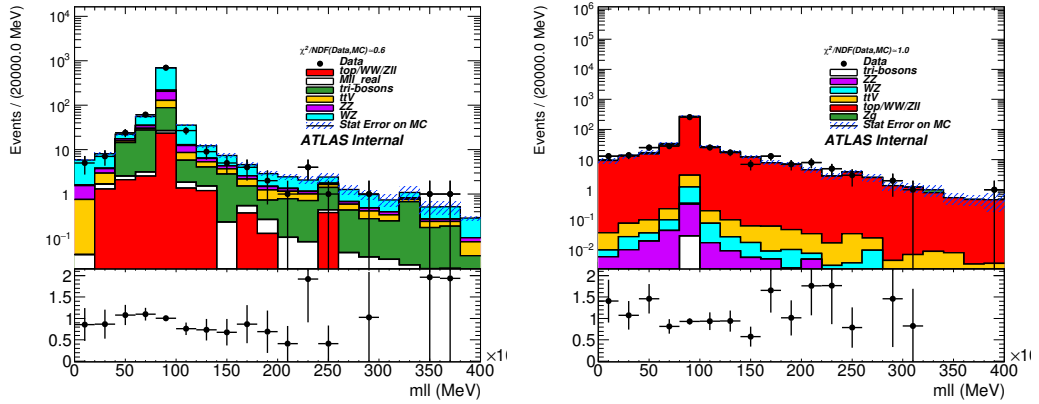 Events / (20000.0 MeV)
10⁴
10³
10²
10
1
10⁻¹
χ²/NDF(Data,MC)=0.6
Data
top/WW/Zll
Mll_real
tri-bosons
ttV
ZZ
WZ
Stat Error on MC
ATLAS Internal
2
1.5
1
0.5
0
0 50 100 150 200 250 300 350 400
mll (MeV)
Events / (20000.0 MeV)
10⁶
10⁵
10⁴
10³
10²
10
1
10⁻¹
10⁻²
χ²/NDF(Data,MC)=1.0
Data
tri-bosons
ZZ
WZ
ttV
top/WW/Zll
Zg
Stat Error on MC
ATLAS Internal
2
1.5
1
0.5
0
0 50 100 150 200 250 300 350 400
mll (MeV)